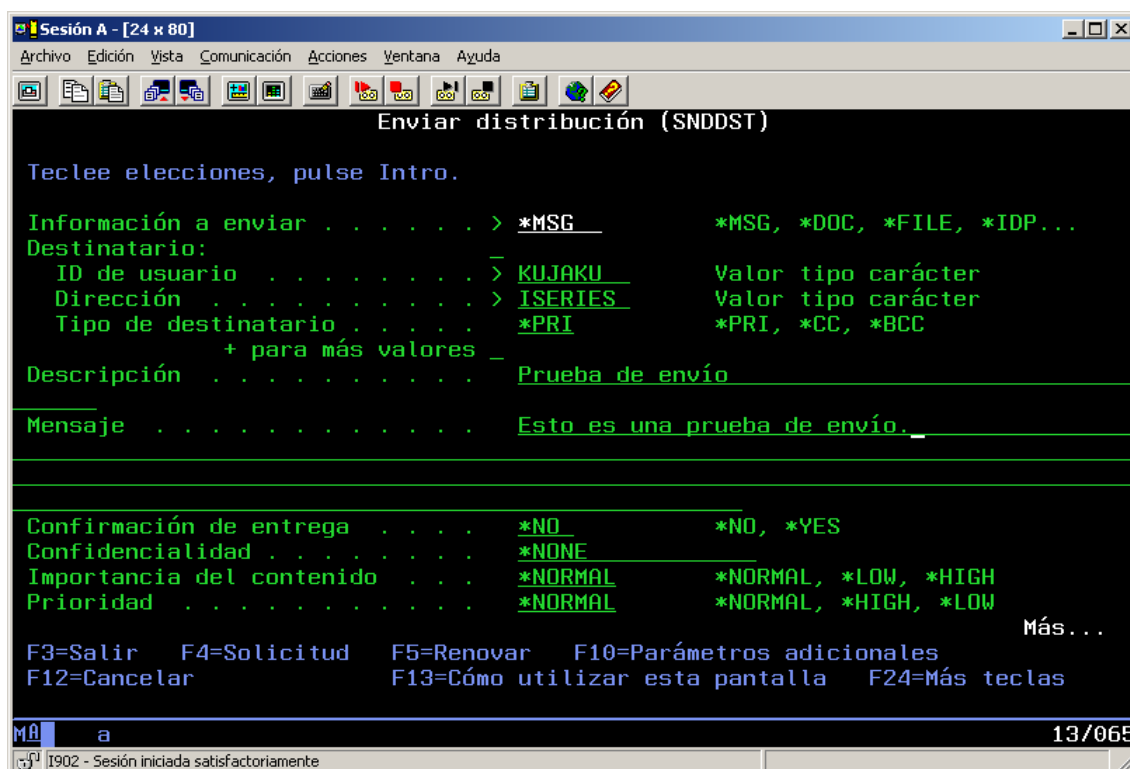 Sesión A - [24 x 80]
Archivo Edición Vista Comunicación Acciones Ventana Ayuda
Enviar distribución (SNDDST)
Teclee elecciones, pulse Intro.
Información a enviar . . . . . . > *MSG *MSG, *DOC, *FILE, *IDP...
Destinatario: _
ID de usuario . . . . . . . . > KUJAKU Valor tipo carácter
Dirección . . . . . . . . . . > ISERIES Valor tipo carácter
Tipo de destinatario . . . . . *PRI *PRI, *CC, *BCC
+ para más valores _
Descripción . . . . . . . . . . Prueba de envío
Mensaje . . . . . . . . . . . . Esto es una prueba de envío._
Confirmación de entrega . . . . *NO *NO, *YES
Confidencialidad . . . . . . . . *NONE
Importancia del contenido . . . *NORMAL *NORMAL, *LOW, *HIGH
Prioridad . . . . . . . . . . . *NORMAL *NORMAL, *HIGH, *LOW
Más...
F3=Salir F4=Solicitud F5=Renovar F10=Parámetros adicionales
F12=Cancelar F13=Cómo utilizar esta pantalla F24=Más teclas
MA a 13/065
I902 - Sesión iniciada satisfactoriamente